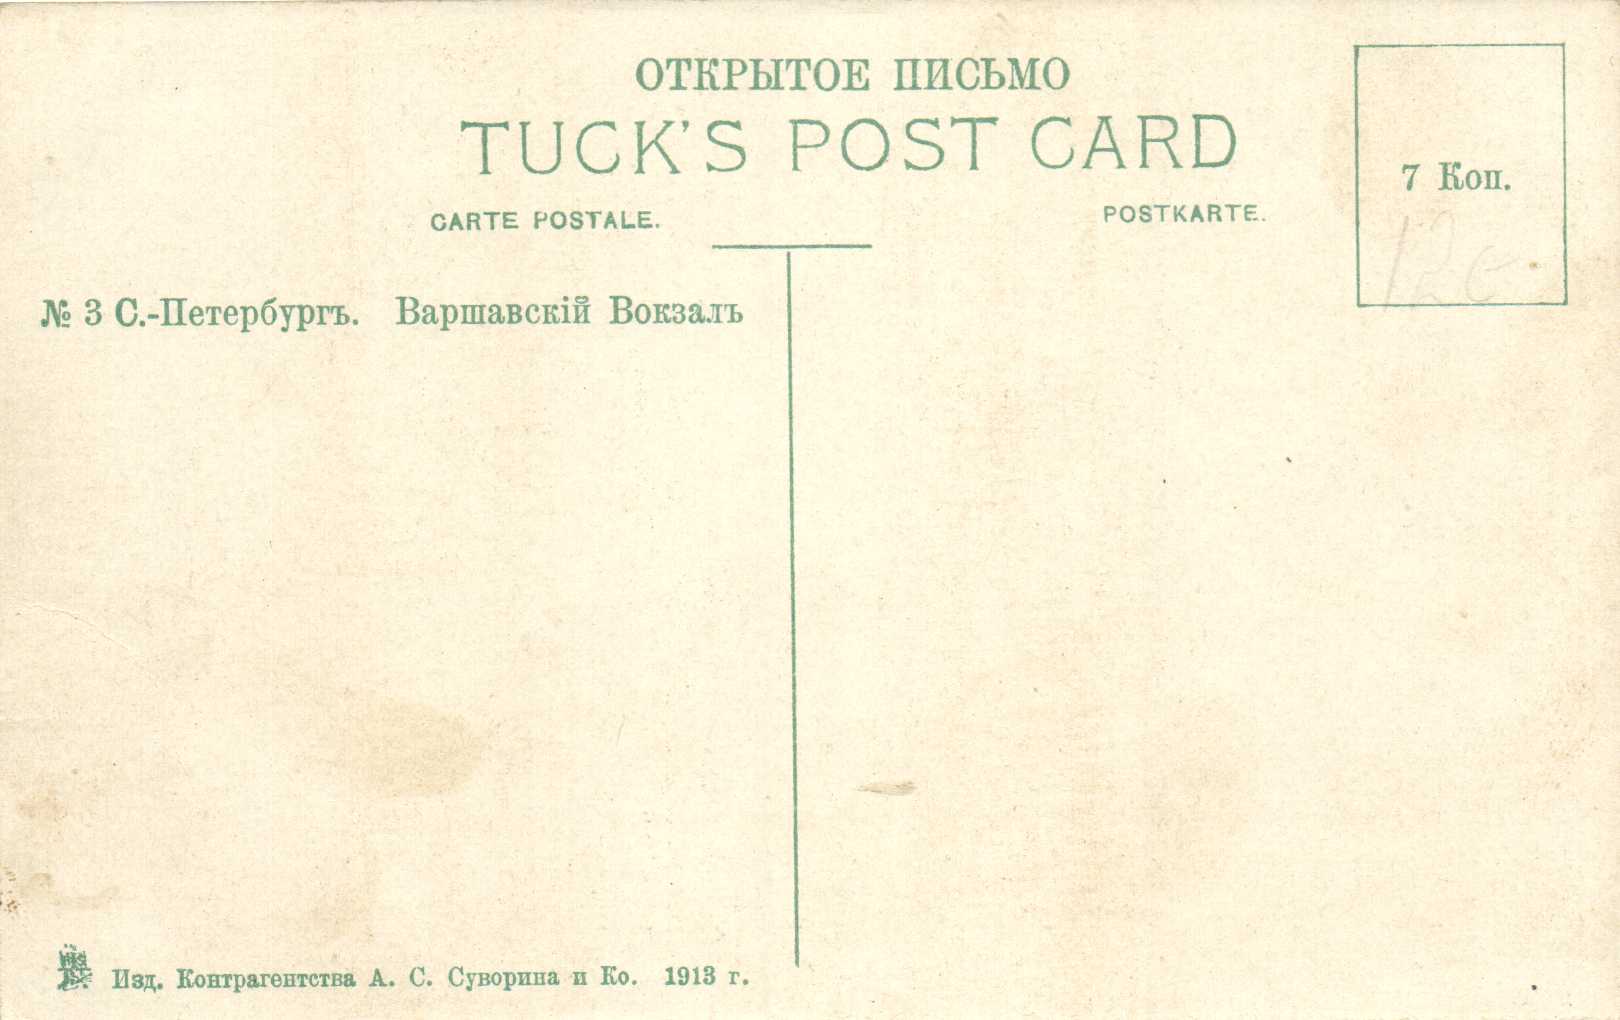 ОТКРЫТОЕ ПИСЬМО
TUCK'S POST CARD
CARTE POSTALE.
POSTKARTE.
7 Коп.
12e
№ 3 С.-Петербургъ. Варшавскій Вокзалъ
Изд. Контрагентства А. С. Суворина и Ко. 1913 г.